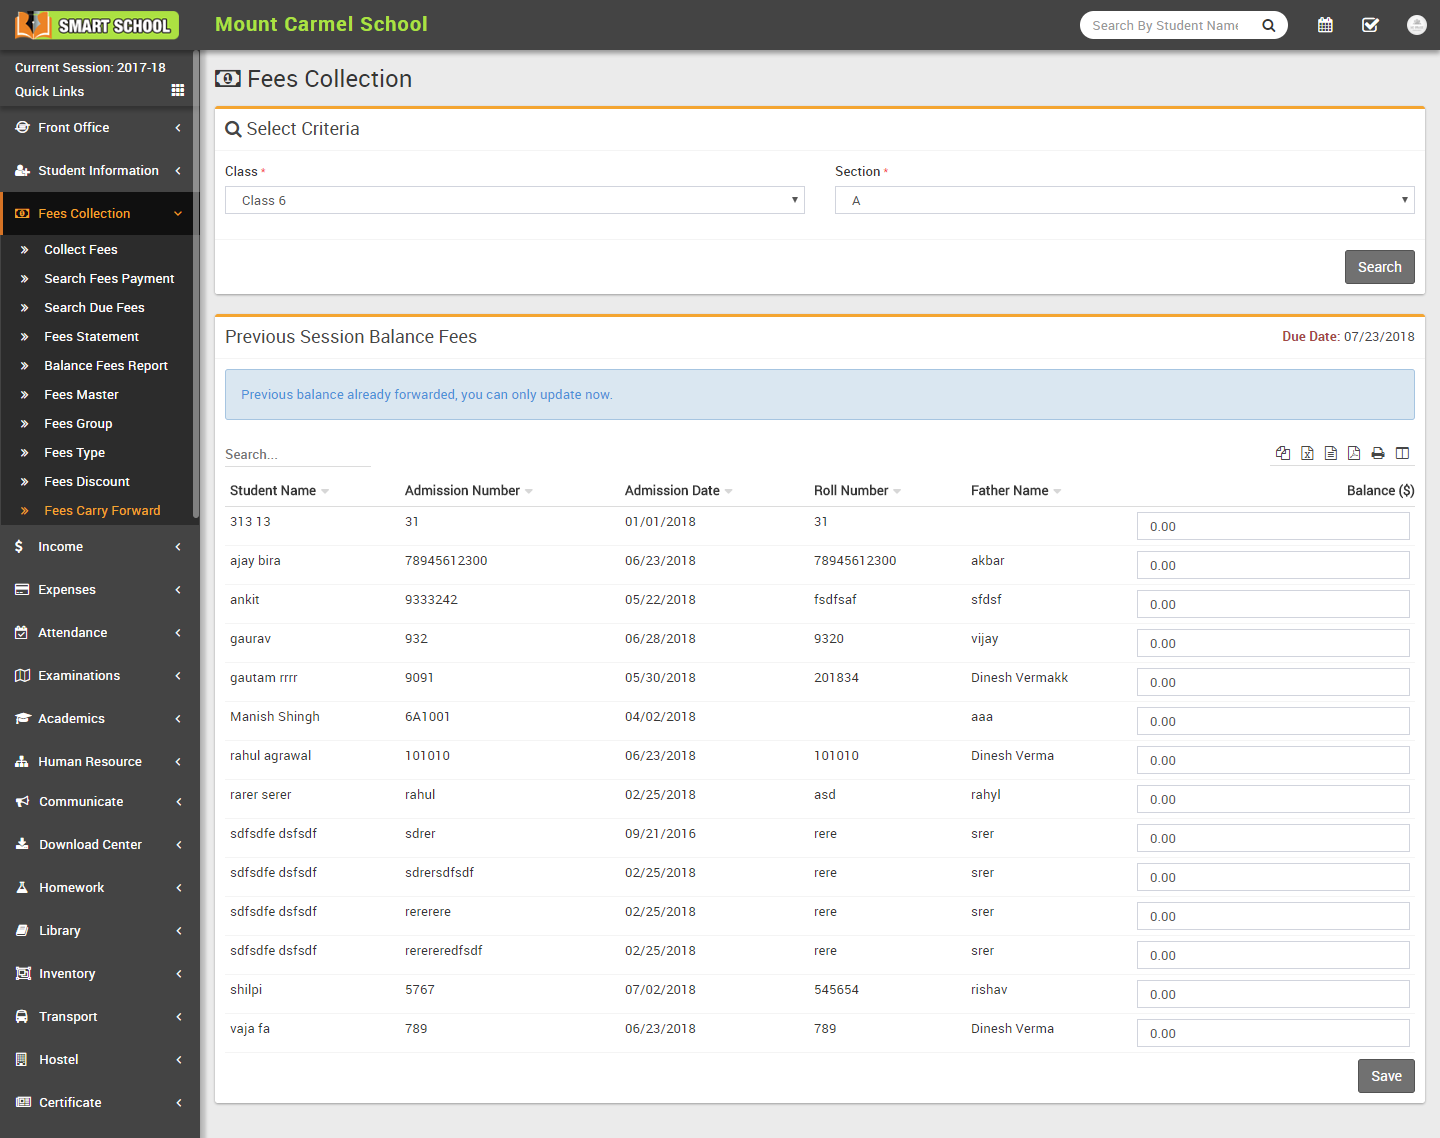 SMART SCHOOL
Mount Carmel School
Search By Student Name
Current Session: 2017-18
Quick Links
Front Office
Student Information
Fees Collection
Collect Fees
Search Fees Payment
Search Due Fees
Fees Statement
Balance Fees Report
Fees Master
Fees Group
Fees Type
Fees Discount
Fees Carry Forward
Income
Expenses
Attendance
Examinations
Academics
Human Resource
Communicate
Download Center
Homework
Library
Inventory
Transport
Hostel
Certificate
Fees Collection
Select Criteria
Class * Section *
Class 6 A
Search
Previous Session Balance Fees Due Date: 07/23/2018
Previous balance already forwarded, you can only update now.
Search...
Student Name Admission Number Admission Date Roll Number Father Name Balance ($)
313 13 31 01/01/2018 31 0.00
ajay bira 78945612300 06/23/2018 78945612300 akbar 0.00
ankit 9333242 05/22/2018 fsdfsaf sfdsf 0.00
gaurav 932 06/28/2018 9320 vijay 0.00
gautam rrrr 9091 05/30/2018 201834 Dinesh Vermakk 0.00
Manish Shingh 6A1001 04/02/2018 aaa 0.00
rahul agrawal 101010 06/23/2018 101010 Dinesh Verma 0.00
rarer serer rahul 02/25/2018 asd rahyl 0.00
sdfsdfe dsfsdf sdrer 09/21/2016 rere srer 0.00
sdfsdfe dsfsdf sdrersdfsdf 02/25/2018 rere srer 0.00
sdfsdfe dsfsdf rererere 02/25/2018 rere srer 0.00
sdfsdfe dsfsdf rerereredfsdf 02/25/2018 rere srer 0.00
shilpi 5767 07/02/2018 545654 rishav 0.00
vaja fa 789 06/23/2018 789 Dinesh Verma 0.00
Save